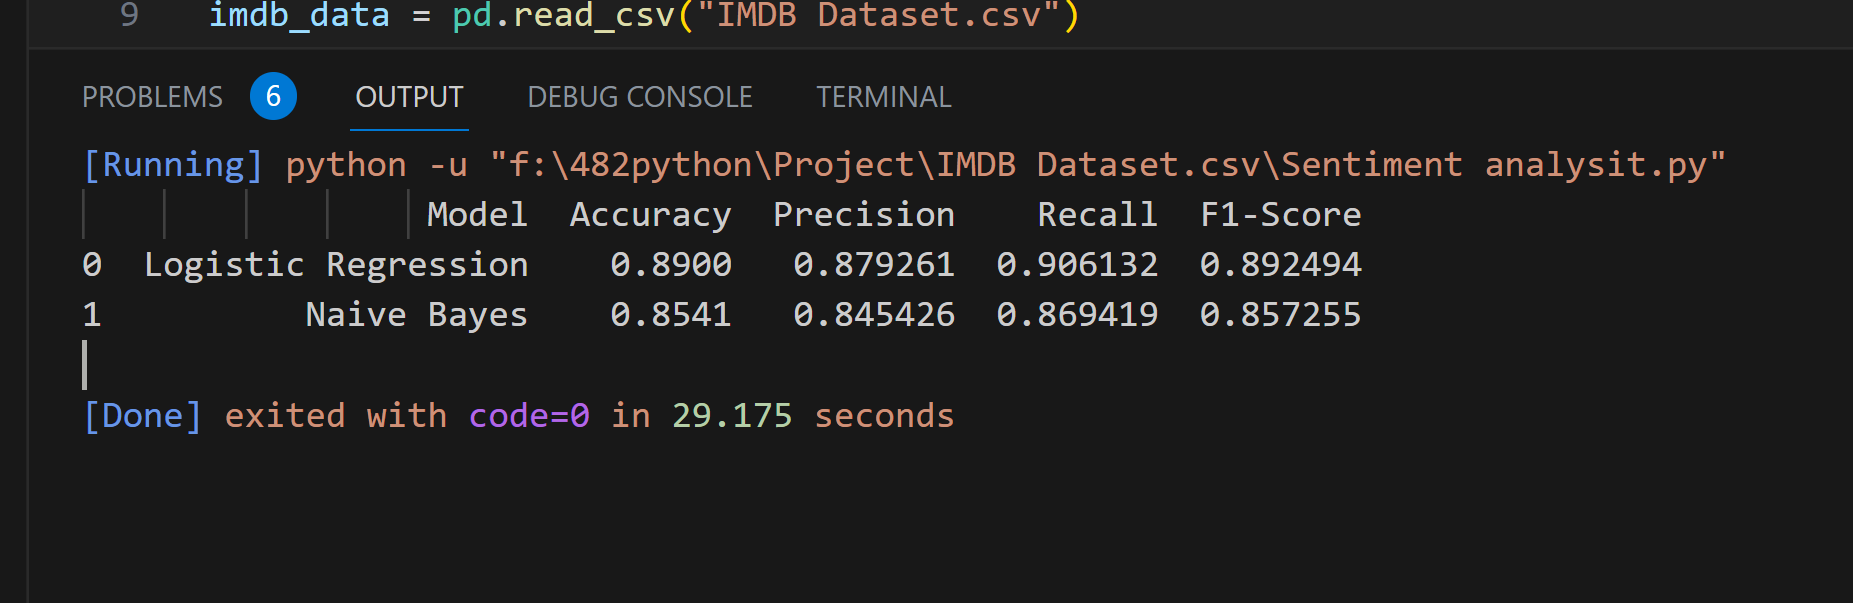 9 imdb_data = pd.read_csv("IMDB Dataset.csv")
PROBLEMS 6 OUTPUT DEBUG CONSOLE TERMINAL
[Running] python -u "f:\482python\Project\IMDB Dataset.csv\Sentiment analysit.py"
Model Accuracy Precision Recall F1-Score
0 Logistic Regression 0.8900 0.879261 0.906132 0.892494
1 Naive Bayes 0.8541 0.845426 0.869419 0.857255
[Done] exited with code=0 in 29.175 seconds